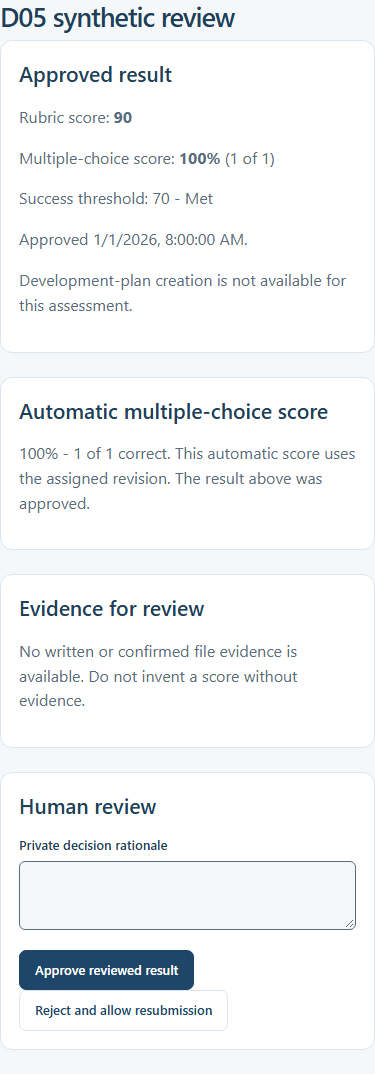 D05 synthetic review
Approved result
Rubric score: 90
Multiple-choice score: 100% (1 of 1)
Success threshold: 70 - Met
Approved 1/1/2026, 8:00:00 AM.
Development-plan creation is not available for
this assessment.
Automatic multiple-choice score
100% - 1 of 1 correct. This automatic score uses
the assigned revision. The result above was
approved.
Evidence for review
No written or confirmed file evidence is
available. Do not invent a score without
evidence.
Human review
Private decision rationale
Approve reviewed result
Reject and allow resubmission